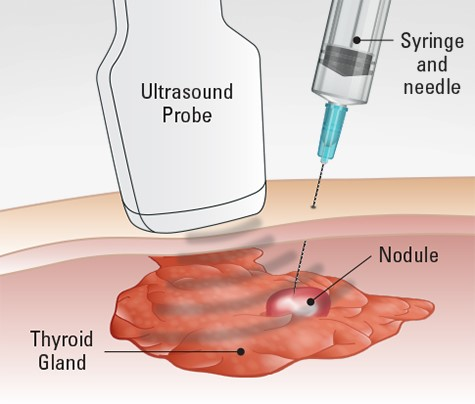 Syringe
and
needle
Ultrasound
Probe
Nodule
Thyroid
Gland